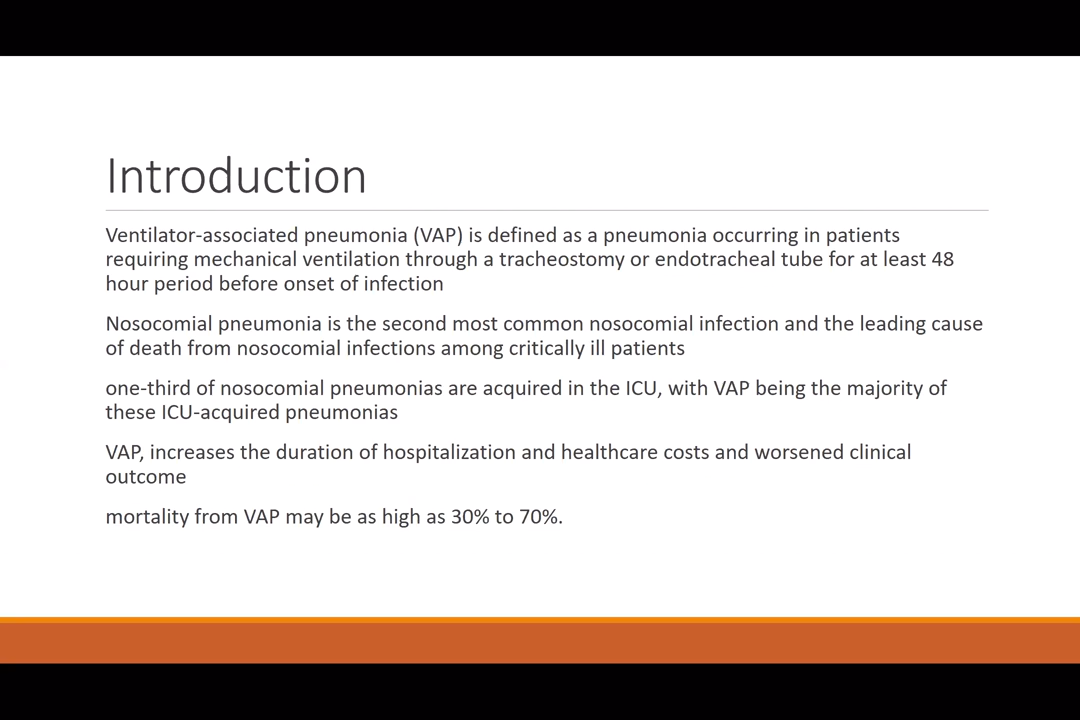 Introduction
Ventilator-associated pneumonia (VAP) is defined as a pneumonia occurring in patients
requiring mechanical ventilation through a tracheostomy or endotracheal tube for at least 48
hour period before onset of infection
Nosocomial pneumonia is the second most common nosocomial infection and the leading cause
of death from nosocomial infections among critically ill patients
one-third of nosocomial pneumonias are acquired in the ICU, with VAP being the majority of
these ICU-acquired pneumonias
VAP, increases the duration of hospitalization and healthcare costs and worsened clinical
outcome
mortality from VAP may be as high as 30% to 70%.